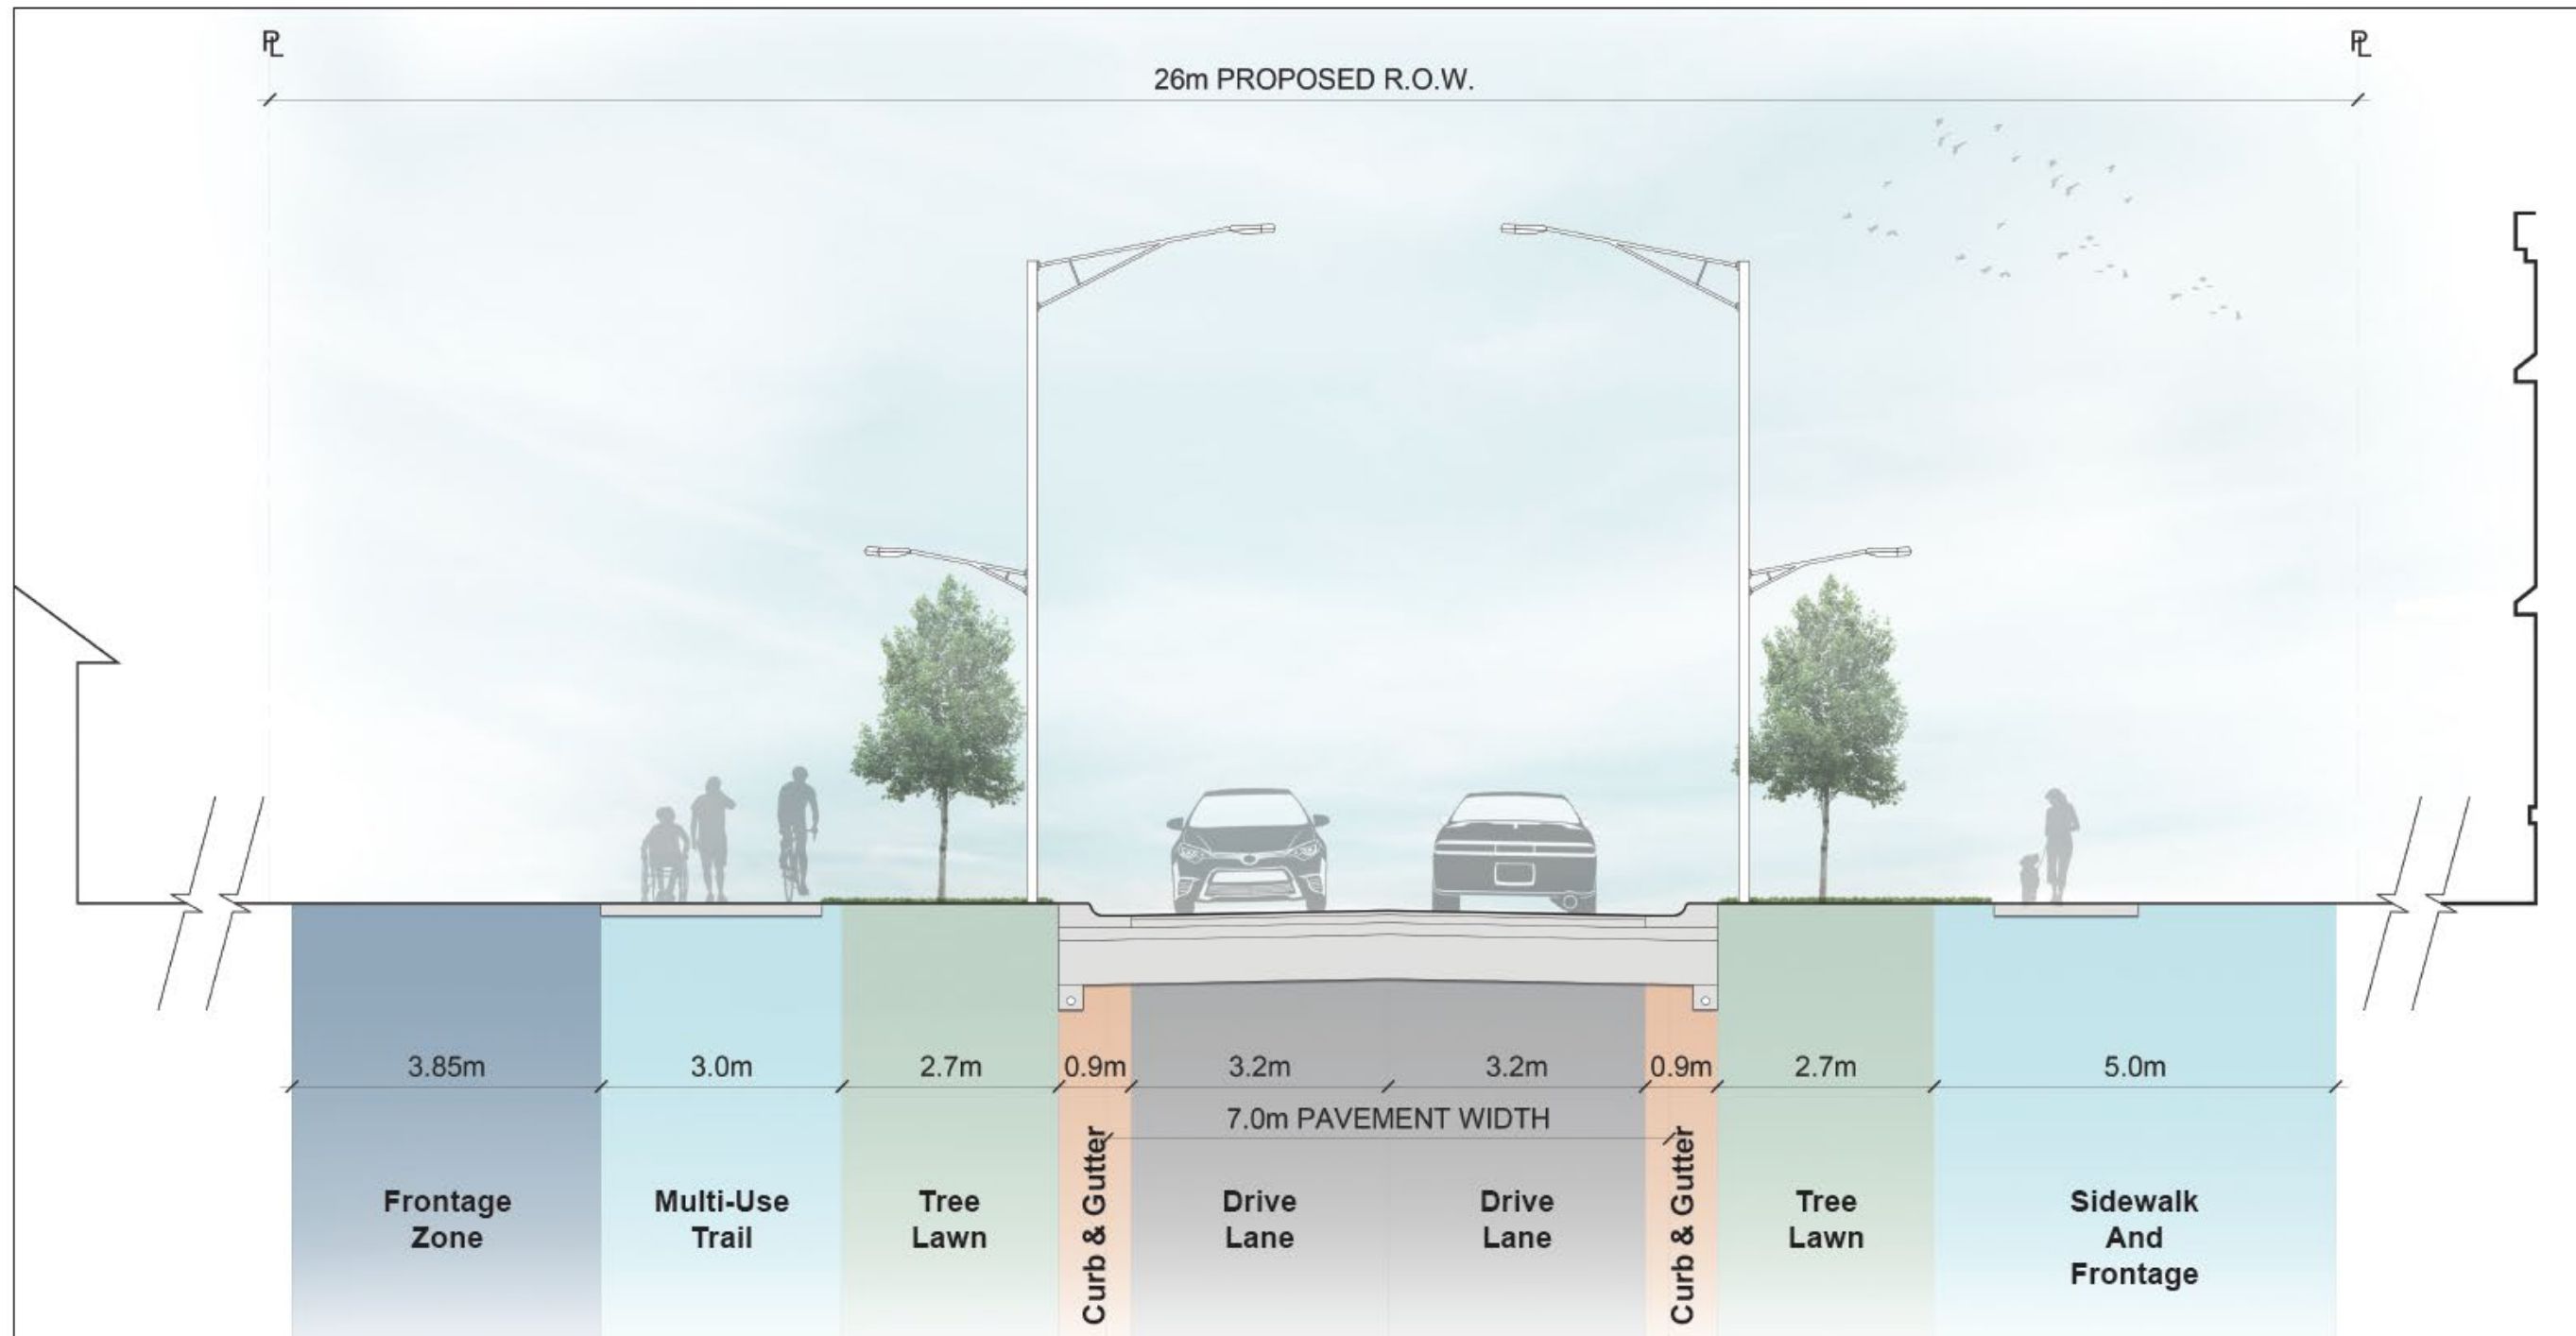 PL
PL
26m PROPOSED R.O.W.
3.85m
3.0m
2.7m
0.9m
3.2m
3.2m
0.9m
2.7m
5.0m
7.0m PAVEMENT WIDTH
Frontage
Zone
Multi-Use
Trail
Tree
Lawn
Curb & Gutter
Drive
Lane
Drive
Lane
Curb & Gutter
Tree
Lawn
Sidewalk
And
Frontage